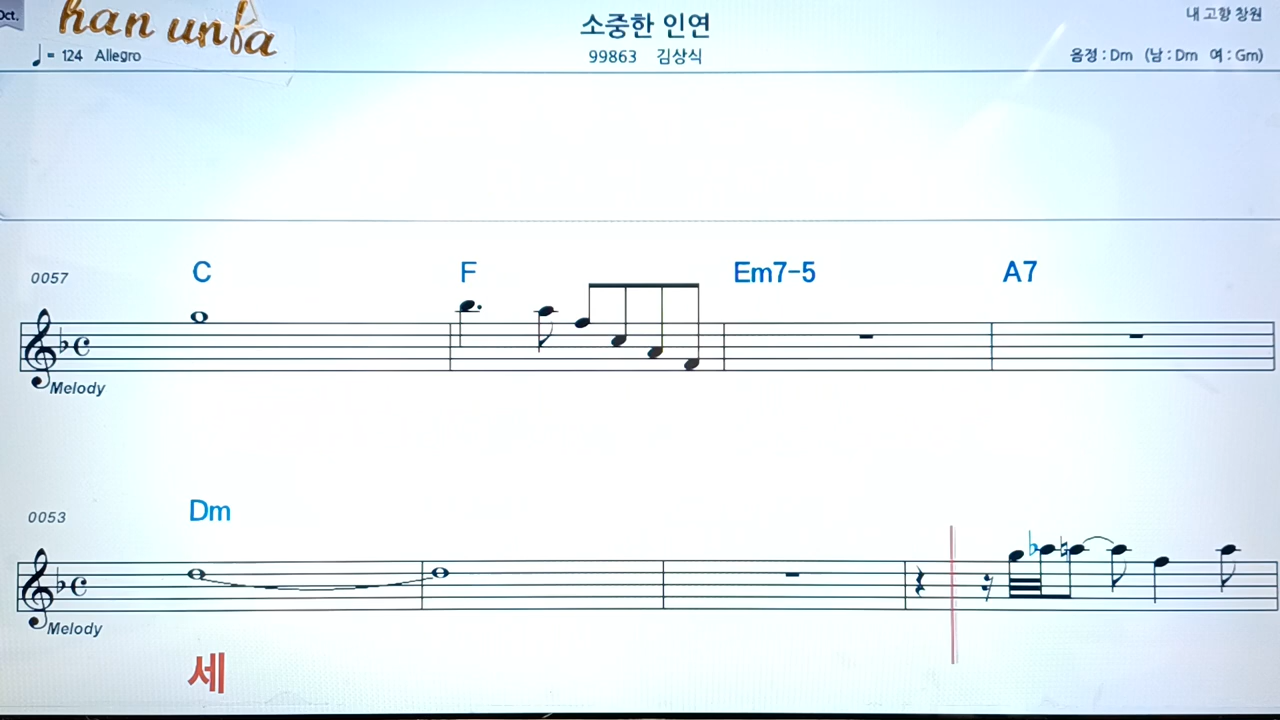 Oct.
han unfa
♩= 124 Allegro
소중한 인연
99863 김상식
내 고향 창원
음정 : Dm (남 : Dm 여 : Gm)
0057
C F Em7-5 A7
Melody
0053
Dm
Melody
세